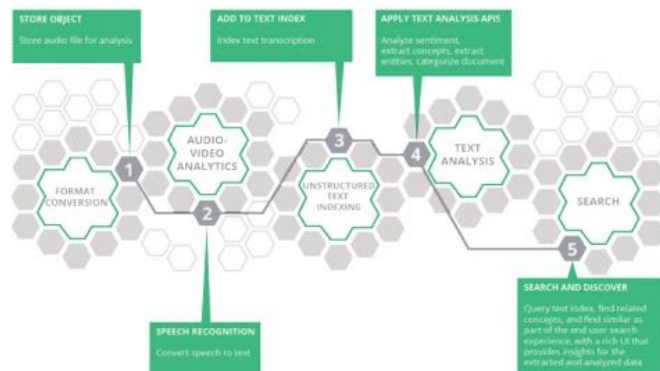 STORE OBJECT
Store audio file for analysis
ADD TO TEXT INDEX
Index text transcription
APPLY TEXT ANALYSIS APIS
Analyze sentiment,
extract concepts, extract
entities, categorize document
FORMAT
CONVERSION
1
AUDIO-
VIDEO
ANALYTICS
2
3
UNSTRUCTURED
TEXT
INDEXING
4
TEXT
ANALYSIS
SEARCH
5
SPEECH RECOGNITION
Convert speech to text
SEARCH AND DISCOVER
Query text index, find related
concepts, and find similar as
part of the end user search
experience, with a rich UI that
provides insights for the
extracted and analyzed data